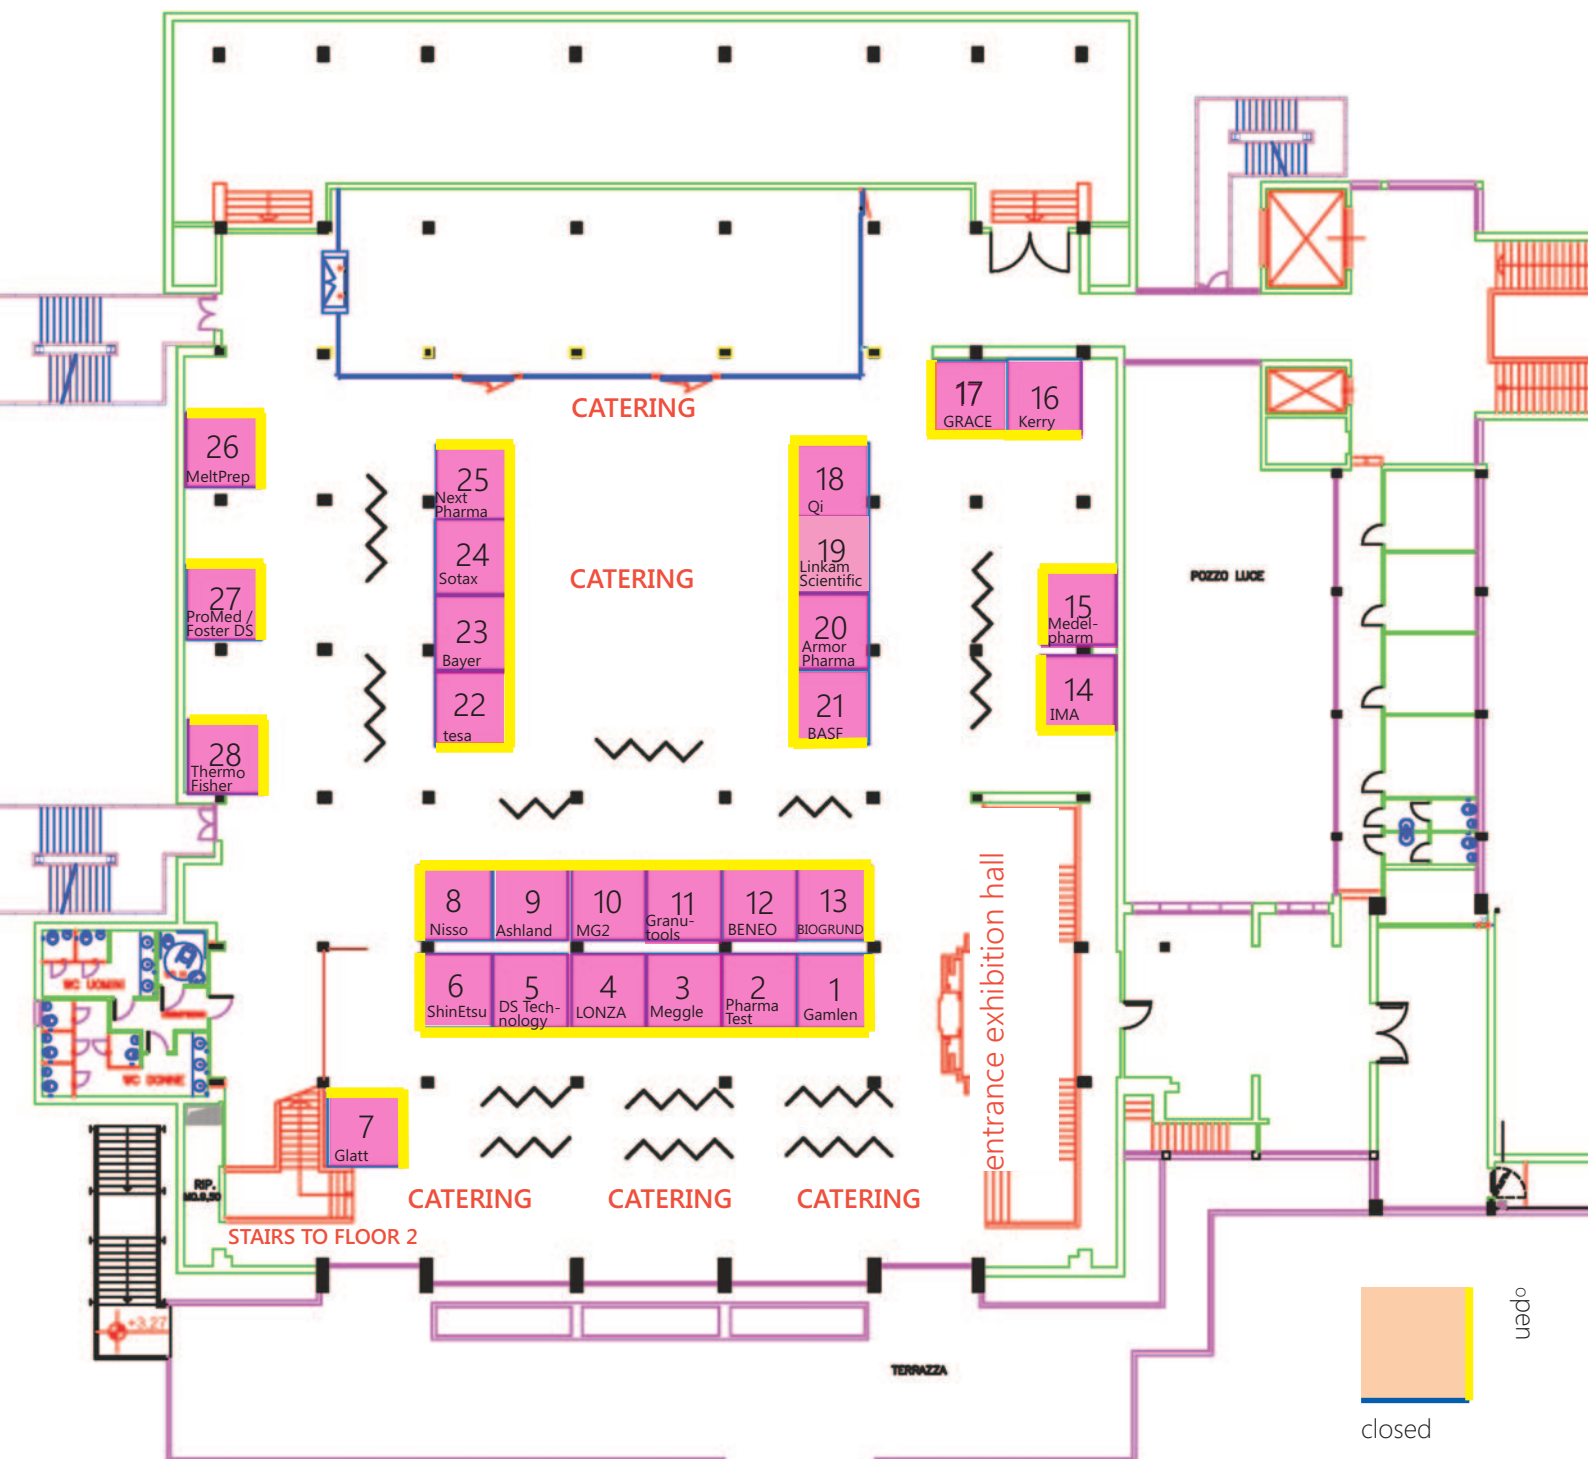 CATERING
17
GRACE
16
Kerry
26
MeltPrep
25
Next
Pharma
18
Qi
24
Sotax
19
Linkam
Scientific
CATERING
27
ProMed /
Foster DS
23
Bayer
20
Armor
Pharma
15
Medel-
pharm
POZZO LUCE
22
tesa
21
BASF
14
IMA
28
Thermo
Fisher
8
Nisso
9
Ashland
10
MG2
11
Granu-
tools
12
BENEO
13
BIOGRUND
6
ShinEtsu
5
DS Tech-
nology
4
LONZA
3
Meggle
2
Pharma
Test
1
Gamlen
entrance exhibition hall
WC UOMINI
WC DONNE
7
Glatt
RIP.
CATERING
CATERING
CATERING
STAIRS TO FLOOR 2
+3.27
TERRAZZA
open
closed